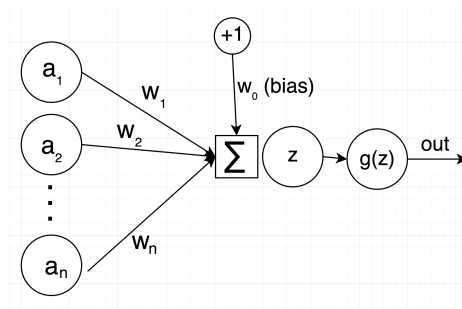 +1
a₁
w₁
w₀ (bias)
a₂
w₂
∑
z
g(z)
out
wₙ
aₙ